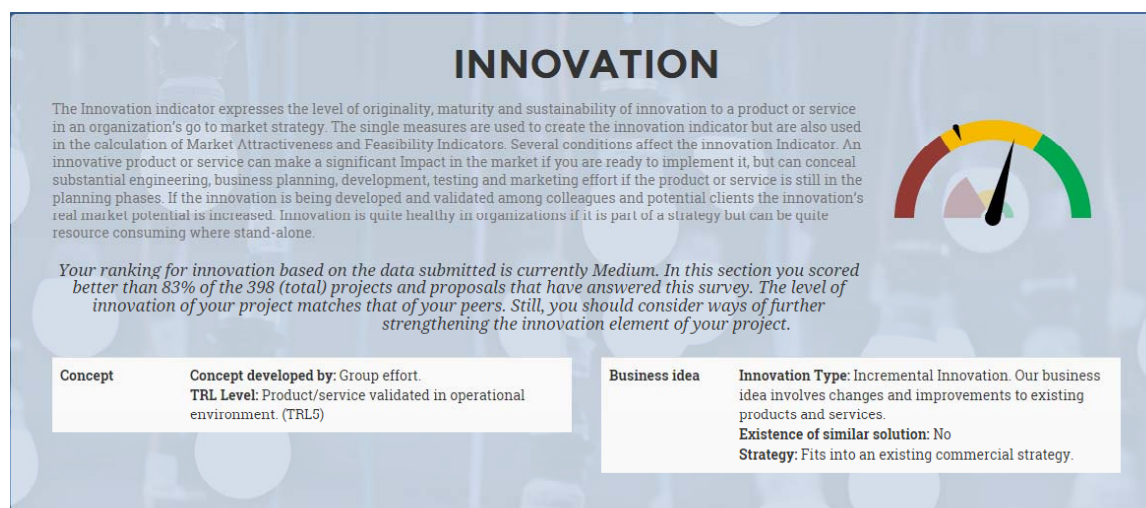 INNOVATION
The Innovation indicator expresses the level of originality, maturity and sustainability of innovation to a product or service
in an organization's go to market strategy. The single measures are used to create the innovation indicator but are also used
in the calculation of Market Attractiveness and Feasibility Indicators. Several conditions affect the innovation Indicator. An
innovative product or service can make a significant Impact in the market if you are ready to implement it, but can conceal
substantial engineering, business planning, development, testing and marketing effort if the product or service is still in the
planning phases. If the innovation is being developed and validated among colleagues and potential clients the innovation's
real market potential is increased. Innovation is quite healthy in organizations if it is part of a strategy but can be quite
resource consuming where stand-alone.
Your ranking for innovation based on the data submitted is currently Medium. In this section you scored
better than 83% of the 398 (total) projects and proposals that have answered this survey. The level of
innovation of your project matches that of your peers. Still, you should consider ways of further
strengthening the innovation element of your project.
Concept
Concept developed by: Group effort.
TRL Level: Product/service validated in operational
environment. (TRL5)
Business idea
Innovation Type: Incremental Innovation. Our business
idea involves changes and improvements to existing
products and services.
Existence of similar solution: No
Strategy: Fits into an existing commercial strategy.